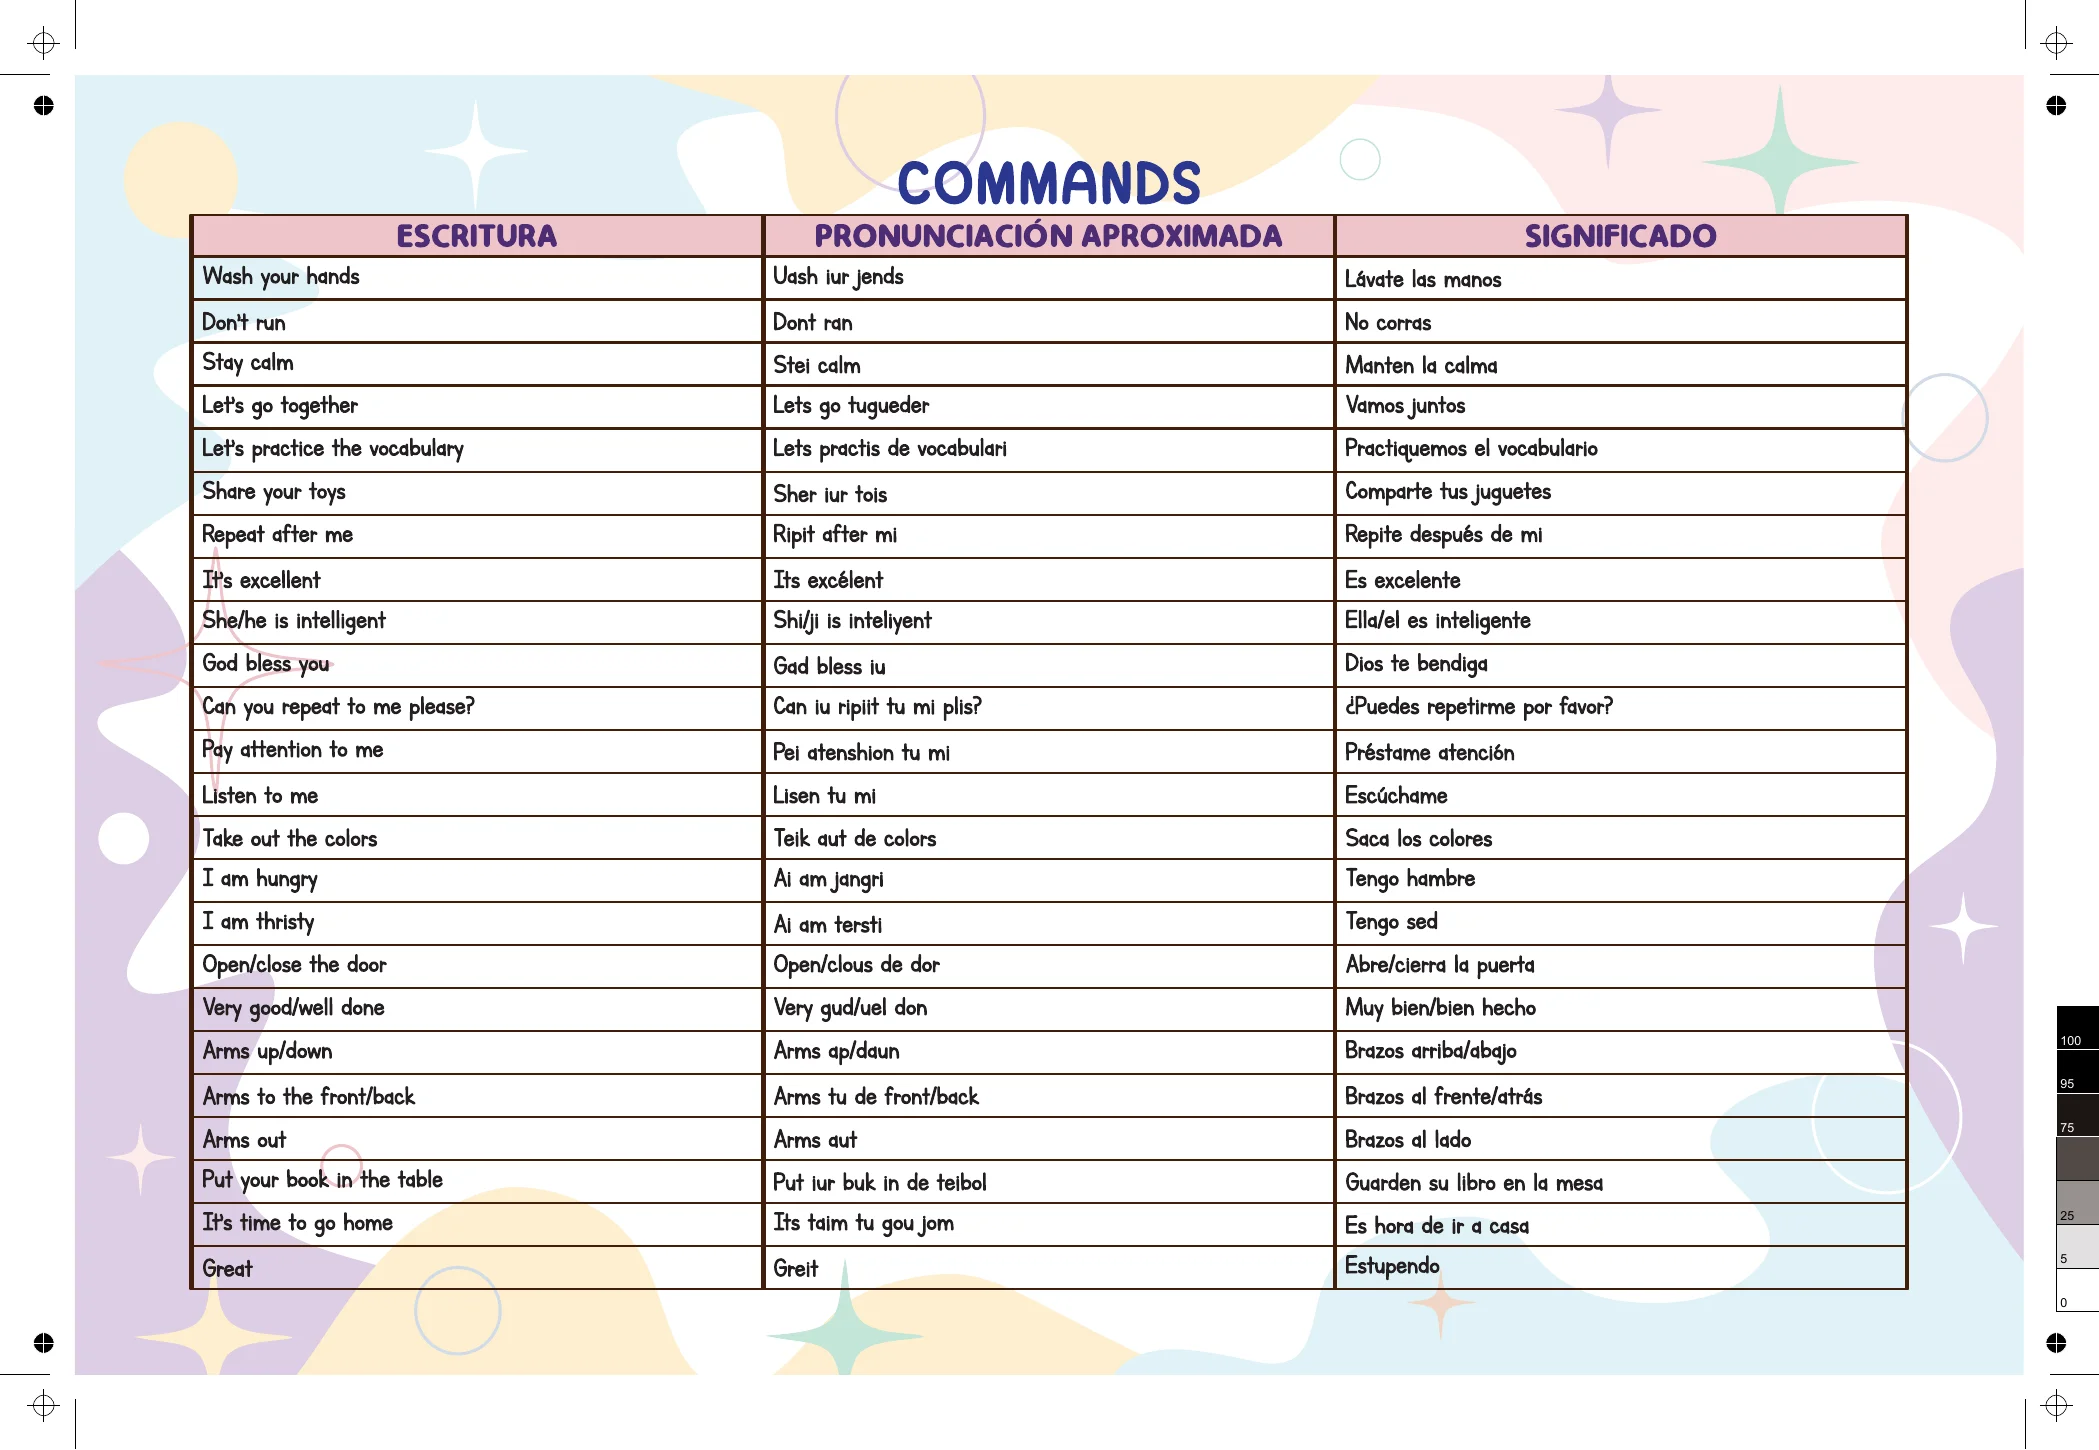 COMMANDS
ESCRITURA PRONUNCIACIÓN APROXIMADA SIGNIFICADO
Wash your hands Uash iur jends Lávate las manos
Don't run Dont ran No corras
Stay calm Stei calm Manten la calma
Let's go together Lets go tugueder Vamos juntos
Let's practice the vocabulary Lets practis de vocabulari Practiquemos el vocabulario
Share your toys Sher iur tois Comparte tus juguetes
Repeat after me Ripit after mi Repite después de mi
It's excellent Its excélent Es excelente
She/he is intelligent Shi/ji is inteliyent Ella/el es inteligente
God bless you Gad bless iu Dios te bendiga
Can you repeat to me please? Can iu ripiit tu mi plis? ¿Puedes repetirme por favor?
Pay attention to me Pei atenshion tu mi Préstame atención
Listen to me Lisen tu mi Escúchame
Take out the colors Teik aut de colors Saca los colores
I am hungry Ai am jangri Tengo hambre
I am thristy Ai am tersti Tengo sed
Open/close the door Open/clous de dor Abre/cierra la puerta
Very good/well done Very gud/uel don Muy bien/bien hecho
Arms up/down Arms ap/daun Brazos arriba/abajo
Arms to the front/back Arms tu de front/back Brazos al frente/atrás
Arms out Arms aut Brazos al lado
Put your book in the table Put iur buk in de teibol Guarden su libro en la mesa
It's time to go home Its taim tu gou jom Es hora de ir a casa
Great Greit Estupendo
100
95
75
25
5
0